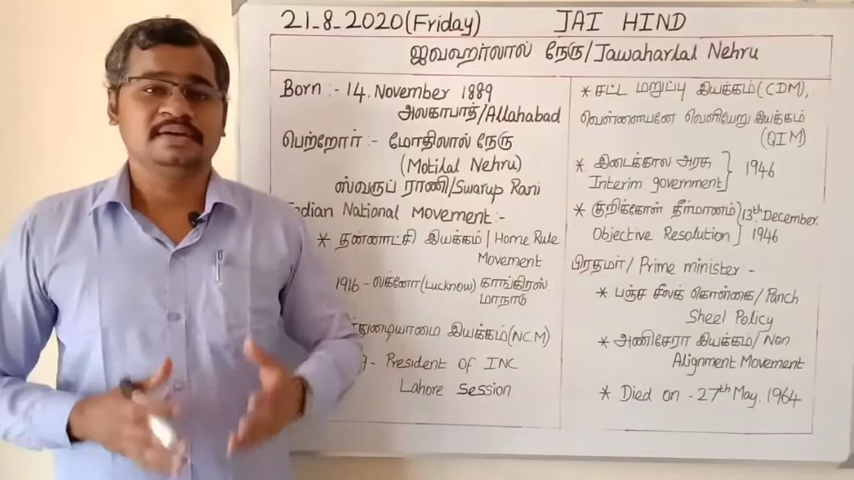 21.8.2020(Friday) JAI HIND
ஜவஹர்லால் நேரு/Jawaharlal Nehru
Born :- 14. November 1889
அலகாபாத்/Allahabad
பெற்றோர் :- மோதிலால் நேரு
(Motilal Nehru)
ஸ்வருப் ராணி/Swarup Rani
Indian National Movement :-
* தன்னாட்சி இயக்கம் | Home Rule
Movement
1916 - லக்னோ (Lucknow) காங்கிரஸ்
மாநாடு
துழையாமை இயக்கம்(NCM)
- President of INC
Lahore Session
* சட்ட மறுப்பு இயக்கம் (CDM),
வெள்ளையனே வெளியேறு இயக்கம்
(QIM)
* இடைக்கால அரசு
Interim government } 1946
* குறிக்கோள் தீர்மானம்
Objective Resolution } 13th December, 1946
பிரதமர் / Prime minister -
* பஞ்ச சீலக் கொள்கை / Panch
Sheel Policy
* அணிசேரா இயக்கம் / Non
Alignment Movement
* Died on - 27th May. 1964